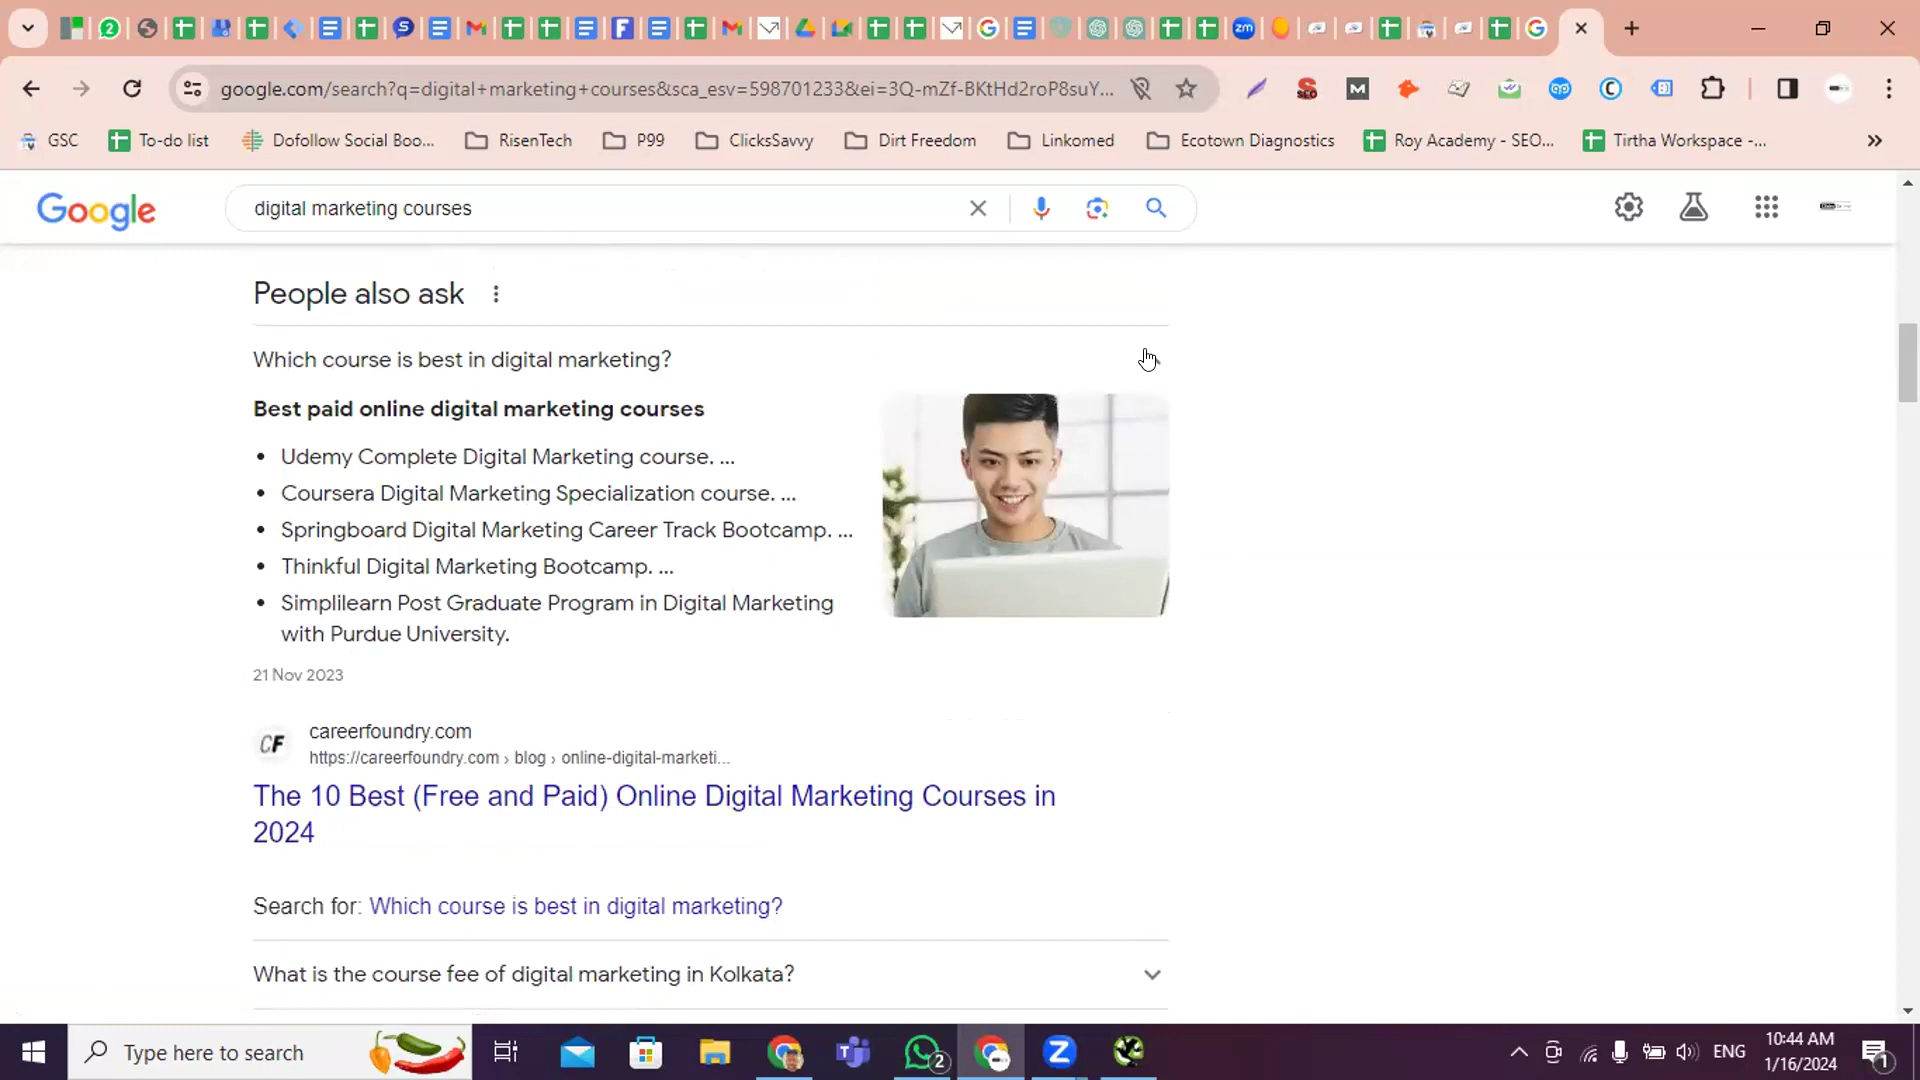 google.com/search?q=digital+marketing+courses&sca_esv=598701233&ei=3Q-mZf-BKtHd2roP8suY...
GSC
To-do list
Dofollow Social Boo...
RisenTech
P99
ClicksSavvy
Dirt Freedom
Linkomed
Ecotown Diagnostics
Roy Academy - SEO...
Tirtha Workspace -...
Google
digital marketing courses
People also ask
Which course is best in digital marketing?
Best paid online digital marketing courses
• Udemy Complete Digital Marketing course. ...
• Coursera Digital Marketing Specialization course. ...
• Springboard Digital Marketing Career Track Bootcamp. ...
• Thinkful Digital Marketing Bootcamp. ...
• Simplilearn Post Graduate Program in Digital Marketing
with Purdue University.
21 Nov 2023
CF
careerfoundry.com
https://careerfoundry.com › blog › online-digital-marketi...
The 10 Best (Free and Paid) Online Digital Marketing Courses in
2024
Search for: Which course is best in digital marketing?
What is the course fee of digital marketing in Kolkata?
Type here to search
2
ENG
10:44 AM
1/16/2024
1